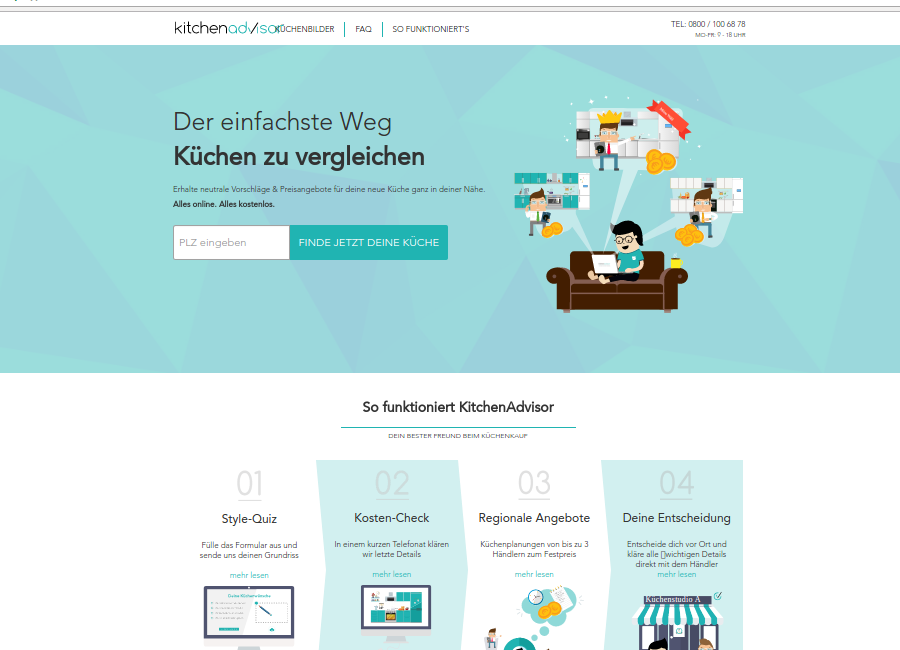 kitchenadvisor
KÜCHENBILDER
FAQ
SO FUNKTIONIERT'S
TEL: 0800 / 100 68 78
MO-FR: 9 - 18 UHR
Der einfachste Weg
Küchen zu vergleichen
Erhalte neutrale Vorschläge & Preisangebote für deine neue Küche ganz in deiner Nähe.
Alles online. Alles kostenlos.
PLZ eingeben
FINDE JETZT DEINE KÜCHE
So funktioniert KitchenAdvisor
DEIN BESTER FREUND BEIM KÜCHENKAUF
01
Style-Quiz
Fülle das Formular aus und
sende uns deinen Grundriss
mehr lesen
02
Kosten-Check
In einem kurzen Telefonat klären
wir letzte Details
mehr lesen
03
Regionale Angebote
Küchenplanungen von bis zu 3
Händlern zum Festpreis
mehr lesen
04
Deine Entscheidung
Entscheide dich vor Ort und
kläre alle wichtigen Details
direkt mit dem Händler
mehr lesen
Küchenstudio A